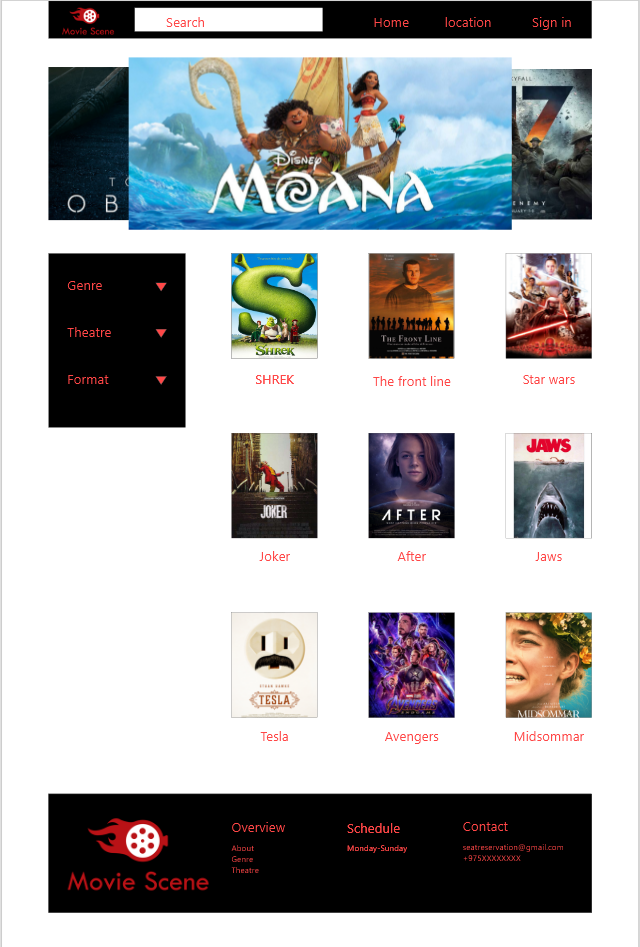 Movie Scene
Search
Home
location
Sign in
OB
DISNEY
MOANA
17
ENEMY
Genre
Theatre
Format
SHREK
SHREK
THE FRONT LINE
The front line
Star wars
JOKER
Joker
AFTER
After
JAWS
Jaws
TESLA
Tesla
AVENGERS
Avengers
MIDSOMMAR
Midsommar
Movie Scene
Overview
About
Genre
Theatre
Schedule
Monday-Sunday
Contact
seatreservation@gmail.com
+975XXXXXXXX